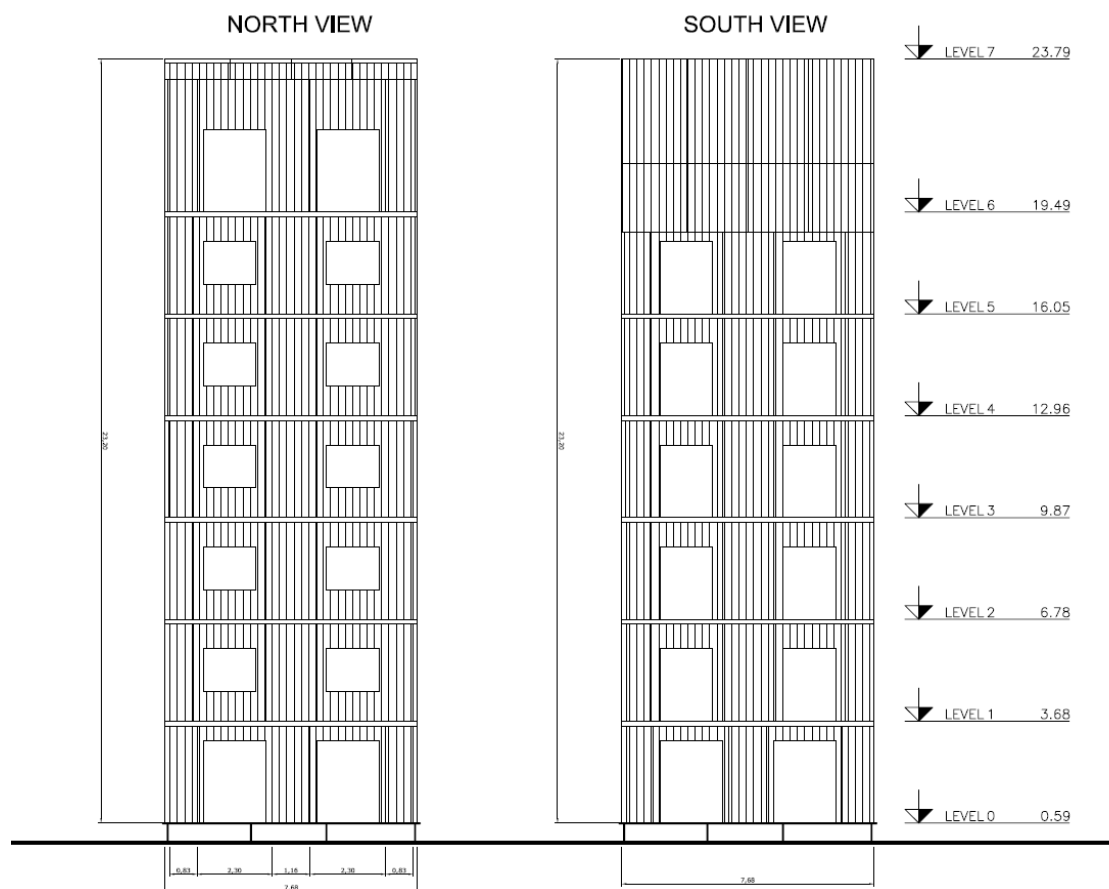 NORTH VIEW
SOUTH VIEW
LEVEL 7 23.79
LEVEL 6 19.49
LEVEL 5 16.05
LEVEL 4 12.96
LEVEL 3 9.87
LEVEL 2 6.78
LEVEL 1 3.68
LEVEL 0 0.59
23,20
23,20
0,83 2,30 1,16 2,30 0,83
7,68
7,68